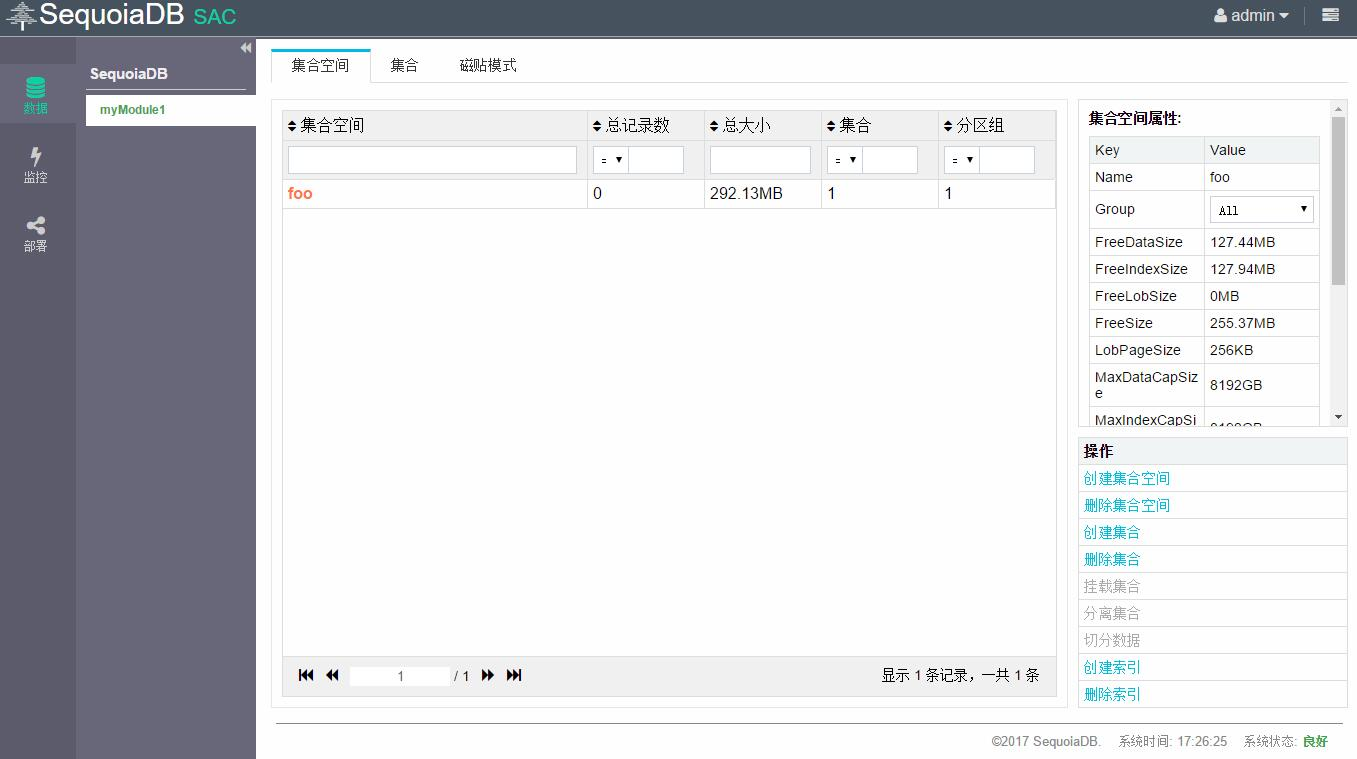 SequoiaDB SAC
admin
数据
监控
部署
SequoiaDB
myModule1
集合空间 集合 磁贴模式
集合空间 总记录数 总大小 集合 分区组
= = =
foo 0 292.13MB 1 1
1 / 1 显示 1 条记录，一共 1 条
集合空间属性:
Key Value
Name foo
Group All
FreeDataSize 127.44MB
FreeIndexSize 127.94MB
FreeLobSize 0MB
FreeSize 255.37MB
LobPageSize 256KB
MaxDataCapSiz
e 8192GB
MaxIndexCapSi
操作
创建集合空间
删除集合空间
创建集合
删除集合
挂载集合
分离集合
切分数据
创建索引
删除索引
©2017 SequoiaDB. 系统时间: 17:26:25 系统状态: 良好